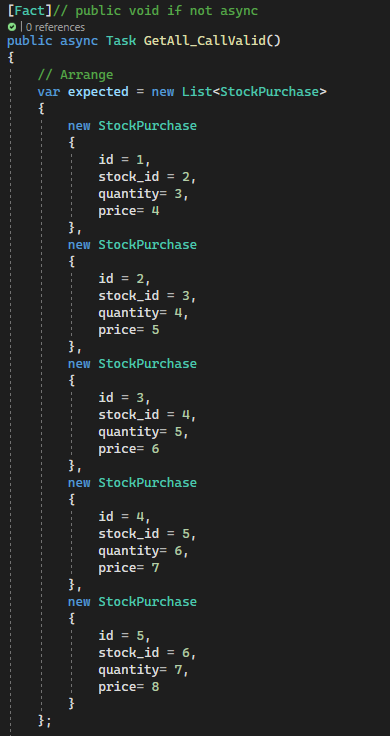 [Fact]// public void if not async
0 references
public async Task GetAll_CallValid()
{
    // Arrange
    var expected = new List<StockPurchase>
    {
        new StockPurchase
        {
            id = 1,
            stock_id = 2,
            quantity= 3,
            price= 4
        },
        new StockPurchase
        {
            id = 2,
            stock_id = 3,
            quantity= 4,
            price= 5
        },
        new StockPurchase
        {
            id = 3,
            stock_id = 4,
            quantity= 5,
            price= 6
        },
        new StockPurchase
        {
            id = 4,
            stock_id = 5,
            quantity= 6,
            price= 7
        },
        new StockPurchase
        {
            id = 5,
            stock_id = 6,
            quantity= 7,
            price= 8
        }
    };